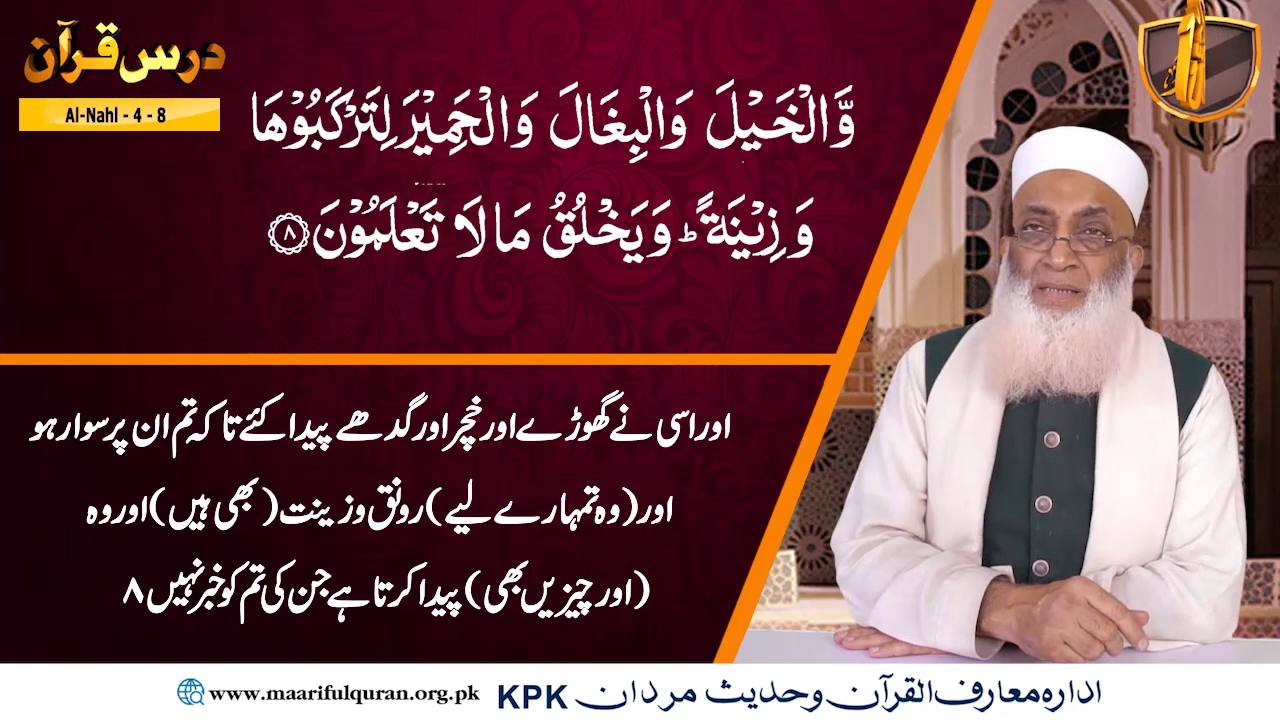 درس قرآن
Al-Nahl - 4 - 8
وَّالْخَيْلَ وَالْبِغَالَ وَالْحَمِيْرَ لِتَرْكَبُوْهَا
وَ زِيْنَةً ؕ وَيَخْلُقُ مَا لَا تَعْلَمُوْنَ ۸
اور اسی نے گھوڑے اور خچر اور گدھے پیدا کئے تا کہ تم ان پر سوار ہو
اور (وہ تمہارے لیے) رونق و زینت (بھی ہیں) اور وہ
(اور چیزیں بھی) پیدا کرتا ہے جن کی تم کو خبر نہیں ۸
ادارہ معارف القرآن وحدیث مردان KPK
www.maarifulquran.org.pk